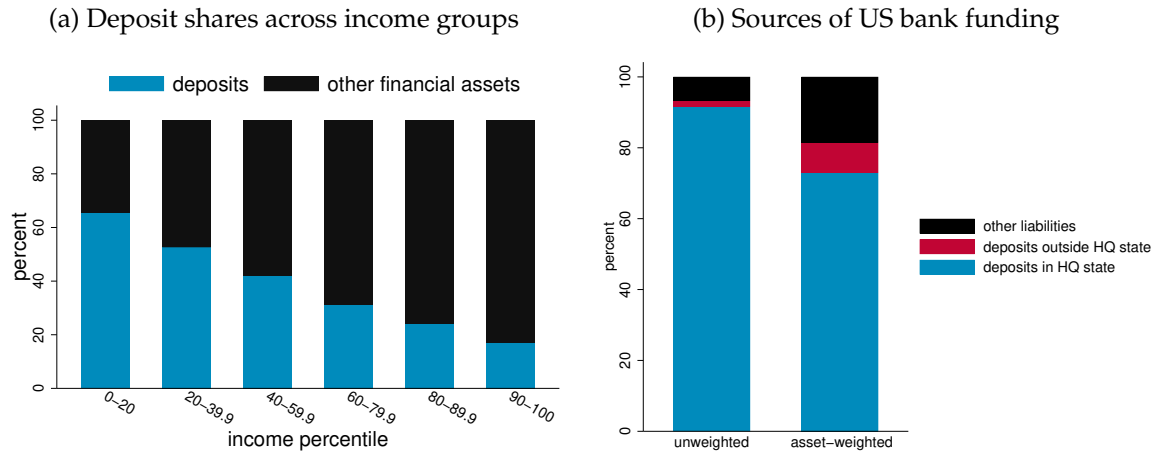 (a) Deposit shares across income groups
deposits other financial assets
percent
100
80
60
40
20
0
0–20 20–39.9 40–59.9 60–79.9 80–89.9 90–100
income percentile
(b) Sources of US bank funding
percent
100
80
60
40
20
0
unweighted asset–weighted
other liabilities
deposits outside HQ state
deposits in HQ state